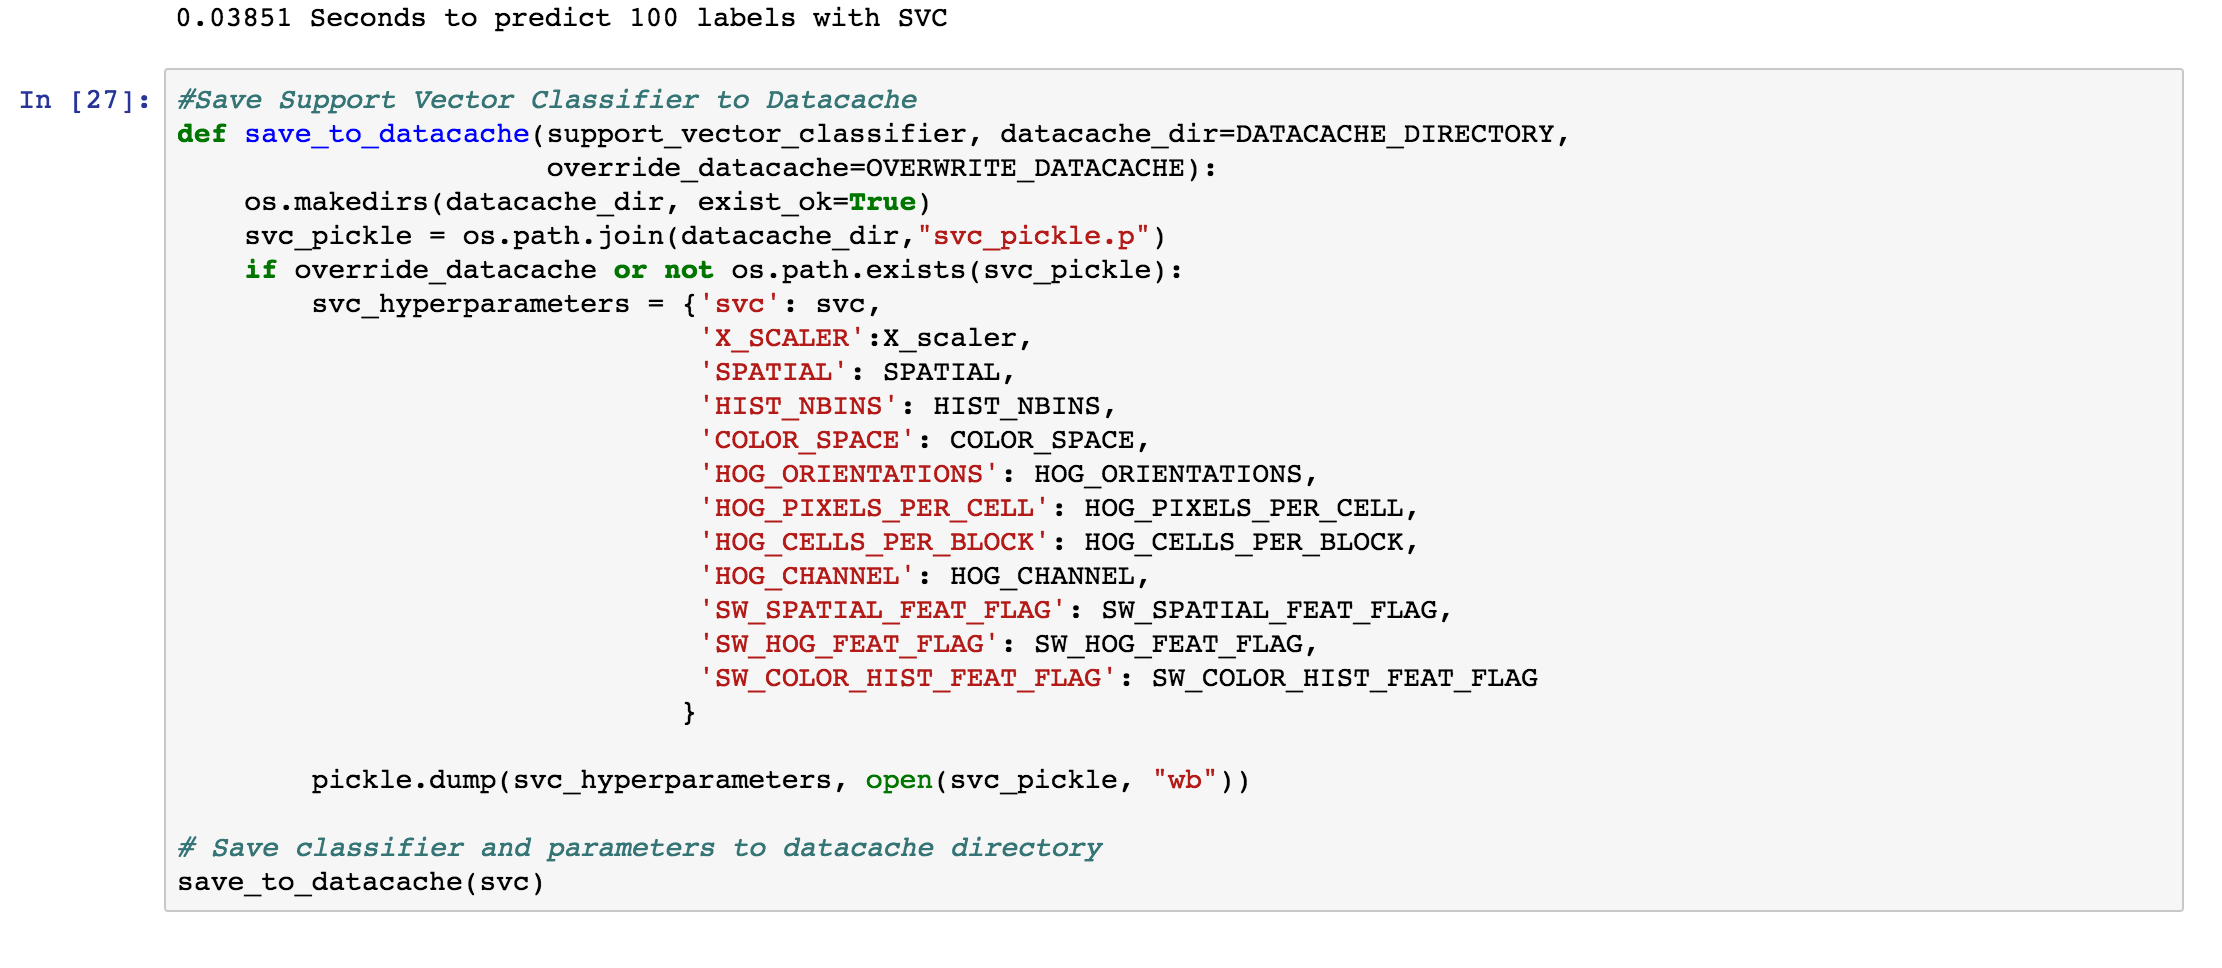 0.03851 Seconds to predict 100 labels with SVC
In [27]: #Save Support Vector Classifier to Datacache
def save_to_datacache(support_vector_classifier, datacache_dir=DATACACHE_DIRECTORY,
                      override_datacache=OVERWRITE_DATACACHE):
    os.makedirs(datacache_dir, exist_ok=True)
    svc_pickle = os.path.join(datacache_dir,"svc_pickle.p")
    if override_datacache or not os.path.exists(svc_pickle):
        svc_hyperparameters = {'svc': svc,
                               'X_SCALER':X_scaler,
                               'SPATIAL': SPATIAL,
                               'HIST_NBINS': HIST_NBINS,
                               'COLOR_SPACE': COLOR_SPACE,
                               'HOG_ORIENTATIONS': HOG_ORIENTATIONS,
                               'HOG_PIXELS_PER_CELL': HOG_PIXELS_PER_CELL,
                               'HOG_CELLS_PER_BLOCK': HOG_CELLS_PER_BLOCK,
                               'HOG_CHANNEL': HOG_CHANNEL,
                               'SW_SPATIAL_FEAT_FLAG': SW_SPATIAL_FEAT_FLAG,
                               'SW_HOG_FEAT_FLAG': SW_HOG_FEAT_FLAG,
                               'SW_COLOR_HIST_FEAT_FLAG': SW_COLOR_HIST_FEAT_FLAG
                              }
        pickle.dump(svc_hyperparameters, open(svc_pickle, "wb"))
# Save classifier and parameters to datacache directory
save_to_datacache(svc)